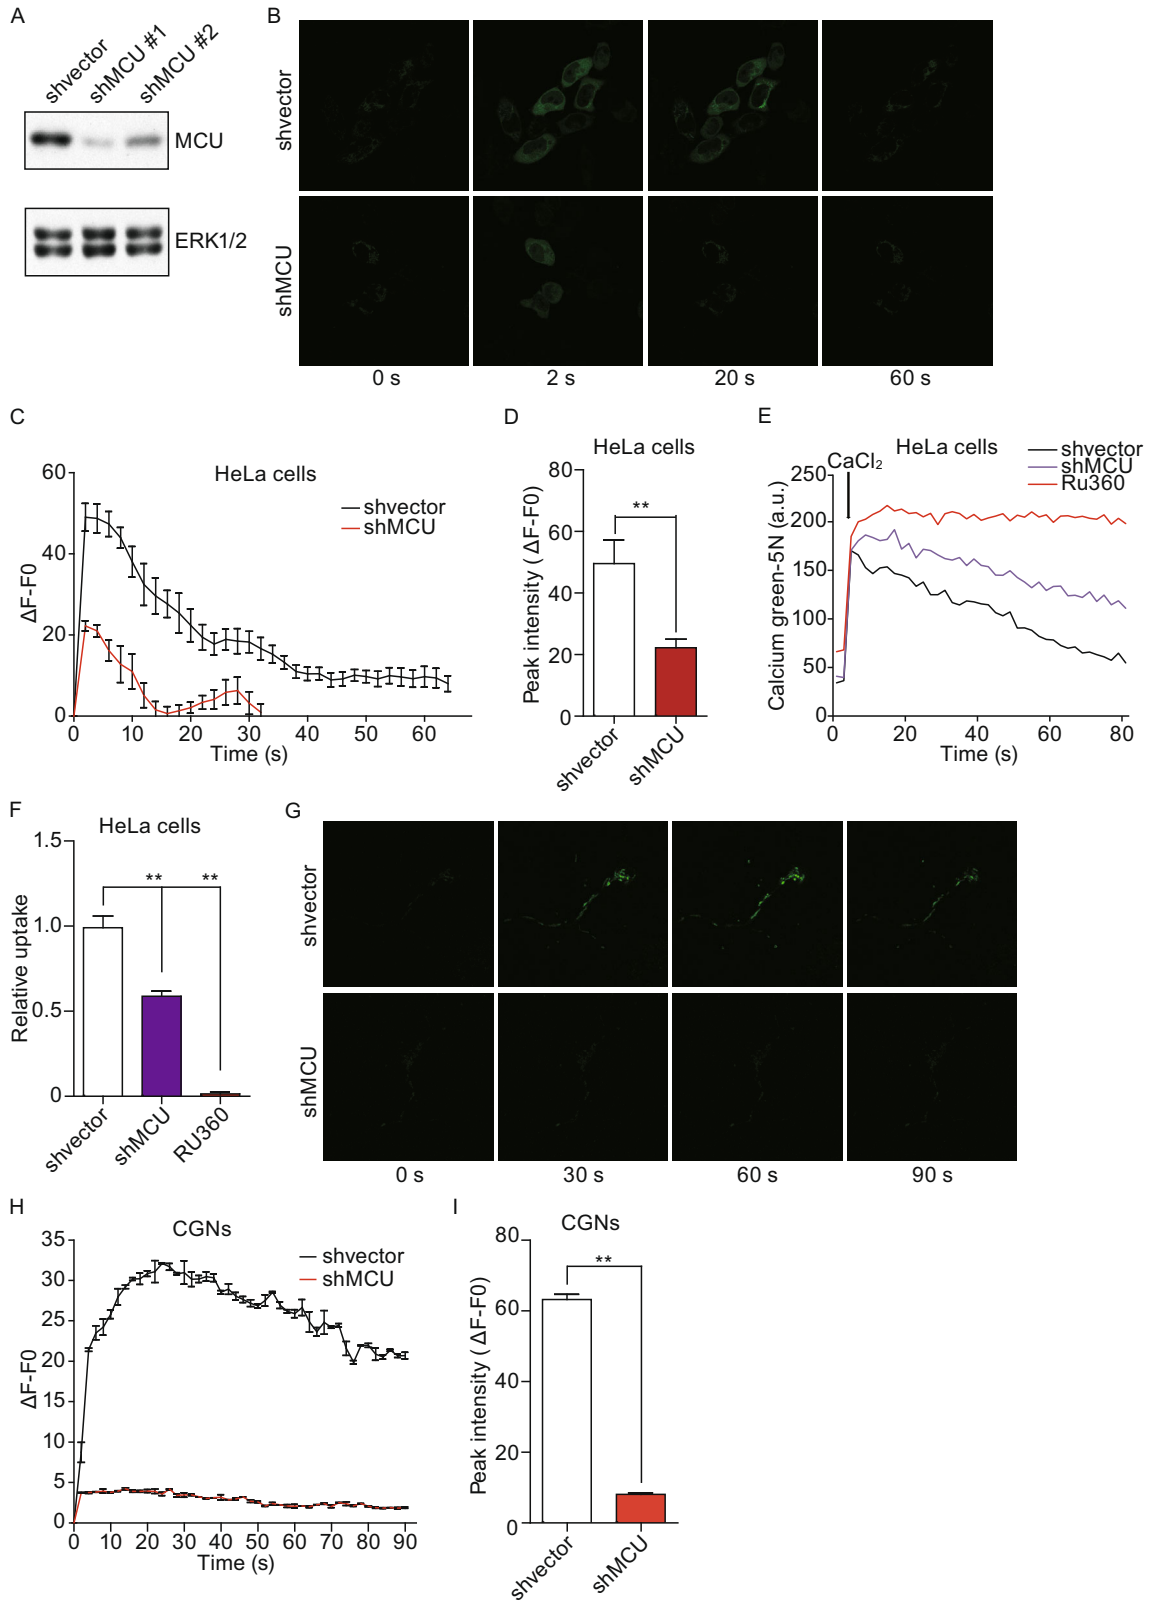 A
shvector
shMCU #1
shMCU #2
MCU
ERK1/2
B
shvector
shMCU
0 s
2 s
20 s
60 s
C
HeLa cells
shvector
shMCU
ΔF-F0
60
40
20
0
0
10
20
30
40
50
60
Time (s)
D
HeLa cells
Peak intensity ( ΔF-F0)
80
60
40
20
0
**
shvector
shMCU
E
HeLa cells
CaCl₂
shvector
shMCU
Ru360
Calcium green-5N (a.u.)
250
200
150
100
50
0
0
20
40
60
80
Time (s)
F
HeLa cells
Relative uptake
1.5
1.0
0.5
0
**
**
shvector
shMCU
RU360
G
shvector
shMCU
0 s
30 s
60 s
90 s
H
CGNs
shvector
shMCU
ΔF-F0
35
30
25
20
15
10
5
0
0
10
20
30
40
50
60
70
80
90
Time (s)
I
CGNs
Peak intensity ( ΔF-F0)
80
60
40
20
0
**
shvector
shMCU